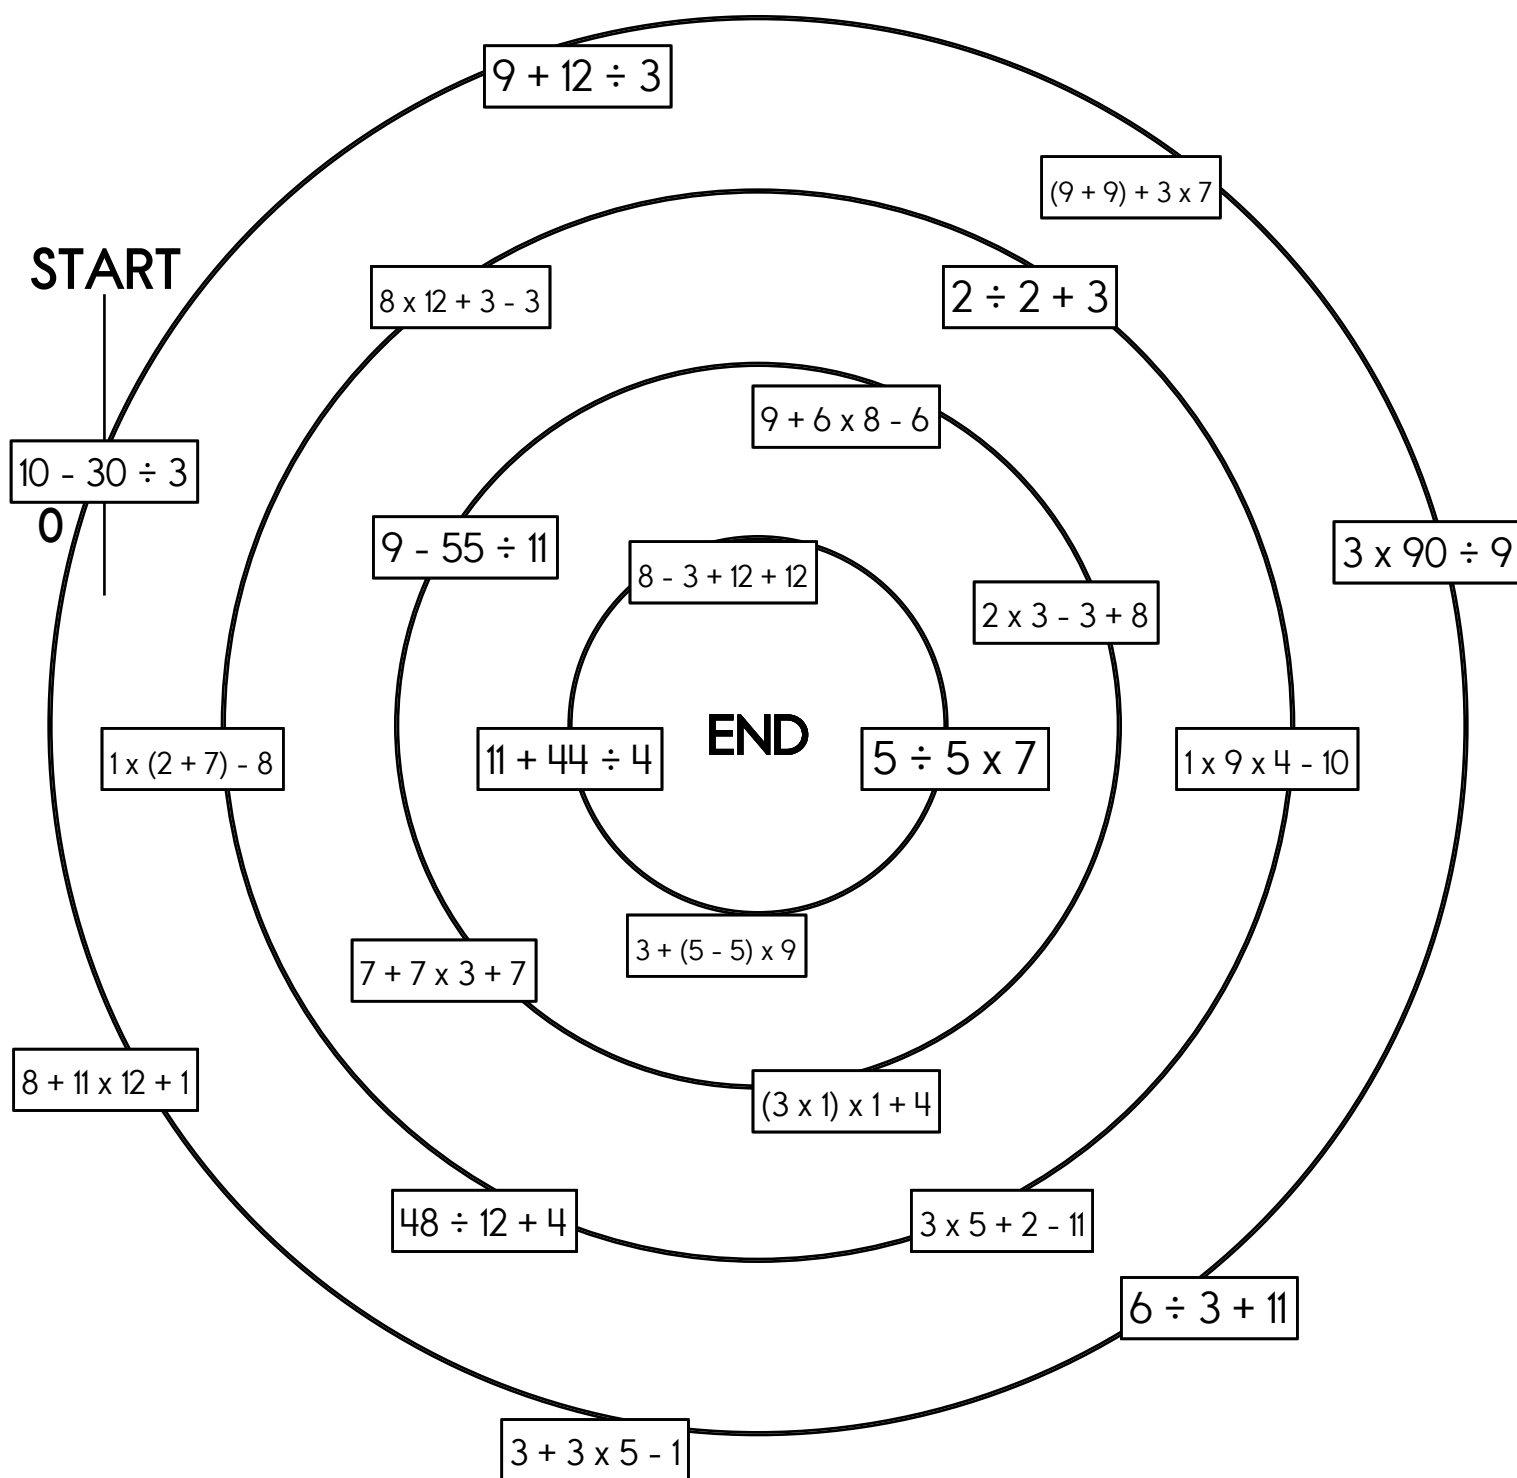 9 + 12 ÷ 3
(9 + 9) + 3 x 7
START
8 x 12 + 3 - 3
2 ÷ 2 + 3
9 + 6 x 8 - 6
10 - 30 ÷ 3
0
9 - 55 ÷ 11
3 x 90 ÷ 9
8 - 3 + 12 + 12
2 x 3 - 3 + 8
1 x (2 + 7) - 8
11 + 44 ÷ 4
END
5 ÷ 5 x 7
1 x 9 x 4 - 10
7 + 7 x 3 + 7
3 + (5 - 5) x 9
8 + 11 x 12 + 1
(3 x 1) x 1 + 4
48 ÷ 12 + 4
3 x 5 + 2 - 11
6 ÷ 3 + 11
3 + 3 x 5 - 1